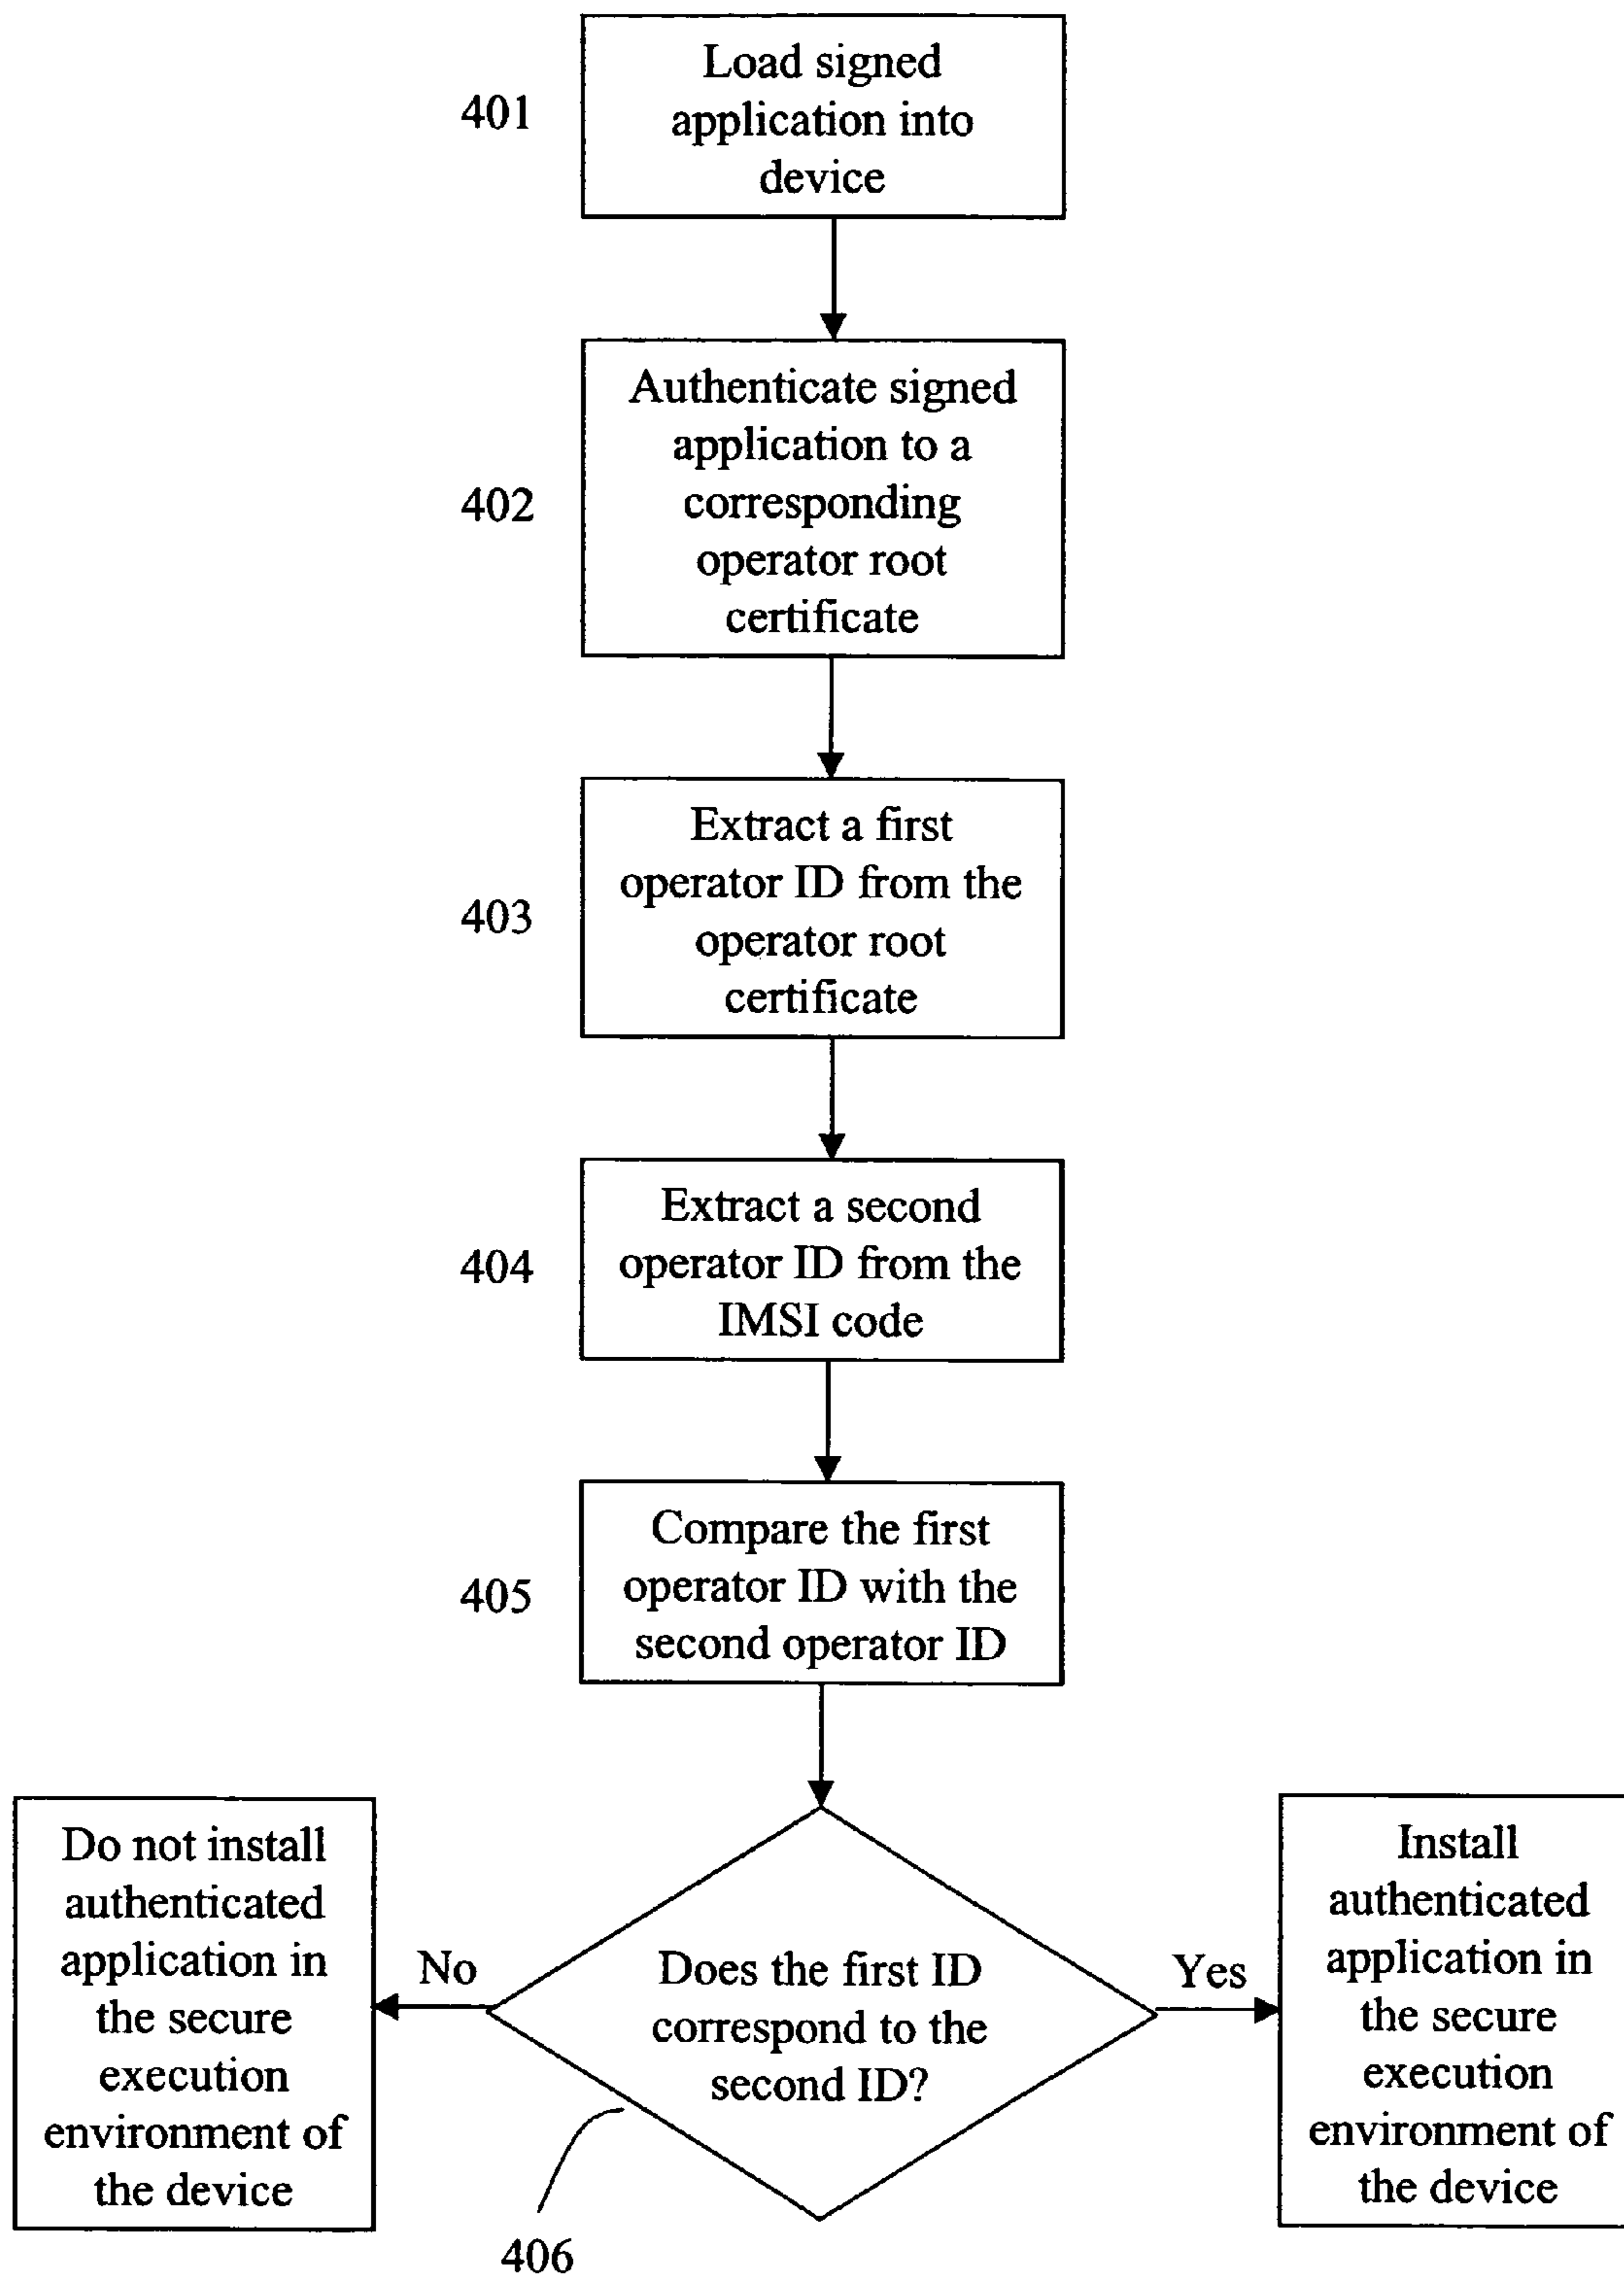 401
Load signed
application into
device
402
Authenticate signed
application to a
corresponding
operator root
certificate
403
Extract a first
operator ID from the
operator root
certificate
404
Extract a second
operator ID from the
IMSI code
405
Compare the first
operator ID with the
second operator ID
Do not install
authenticated
application in
the secure
execution
environment of
the device
No
Does the first ID
correspond to the
second ID?
Yes
Install
authenticated
application in
the secure
execution
environment of
the device
406